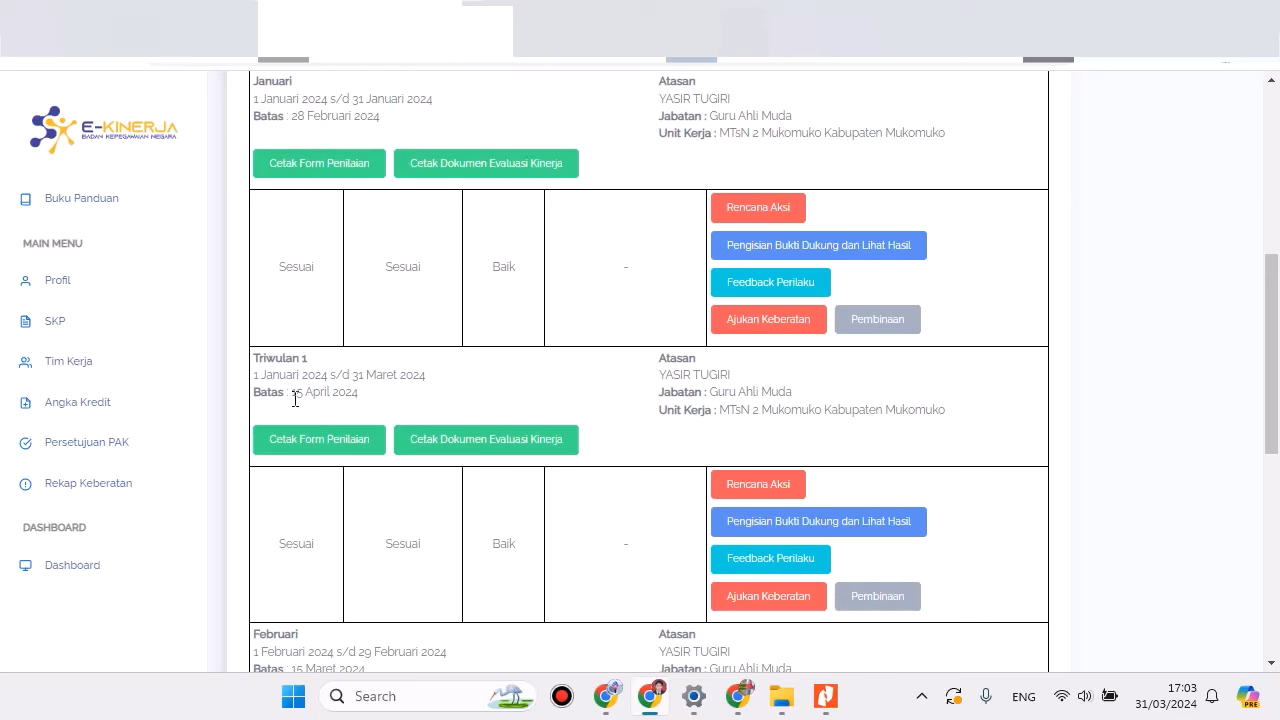 Januari
1 Januari 2024 s/d 31 Januari 2024
Batas : 28 Februari 2024
Atasan
YASIR TUGIRI
Jabatan : Guru Ahli Muda
Unit Kerja : MTsN 2 Mukomuko Kabupaten Mukomuko
Cetak Form Penilaian
Cetak Dokumen Evaluasi Kinerja
E-KINERJA
BADAN KEPEGAWAIAN NEGARA
Buku Panduan
MAIN MENU
Profil
SKP
Tim Kerja
Angka Kredit
Persetujuan PAK
Rekap Keberatan
DASHBOARD
Dashboard
Sesuai
Sesuai
Baik
-
Rencana Aksi
Pengisian Bukti Dukung dan Lihat Hasil
Feedback Perilaku
Ajukan Keberatan
Pembinaan
Triwulan 1
1 Januari 2024 s/d 31 Maret 2024
Batas : 15 April 2024
Atasan
YASIR TUGIRI
Jabatan : Guru Ahli Muda
Unit Kerja : MTsN 2 Mukomuko Kabupaten Mukomuko
Cetak Form Penilaian
Cetak Dokumen Evaluasi Kinerja
Sesuai
Sesuai
Baik
-
Rencana Aksi
Pengisian Bukti Dukung dan Lihat Hasil
Feedback Perilaku
Ajukan Keberatan
Pembinaan
Februari
1 Februari 2024 s/d 29 Februari 2024
Batas : 15 Maret 2024
Atasan
YASIR TUGIRI
Jabatan : Guru Ahli Muda
Search
ENG
17:03
31/03/2024
PRE